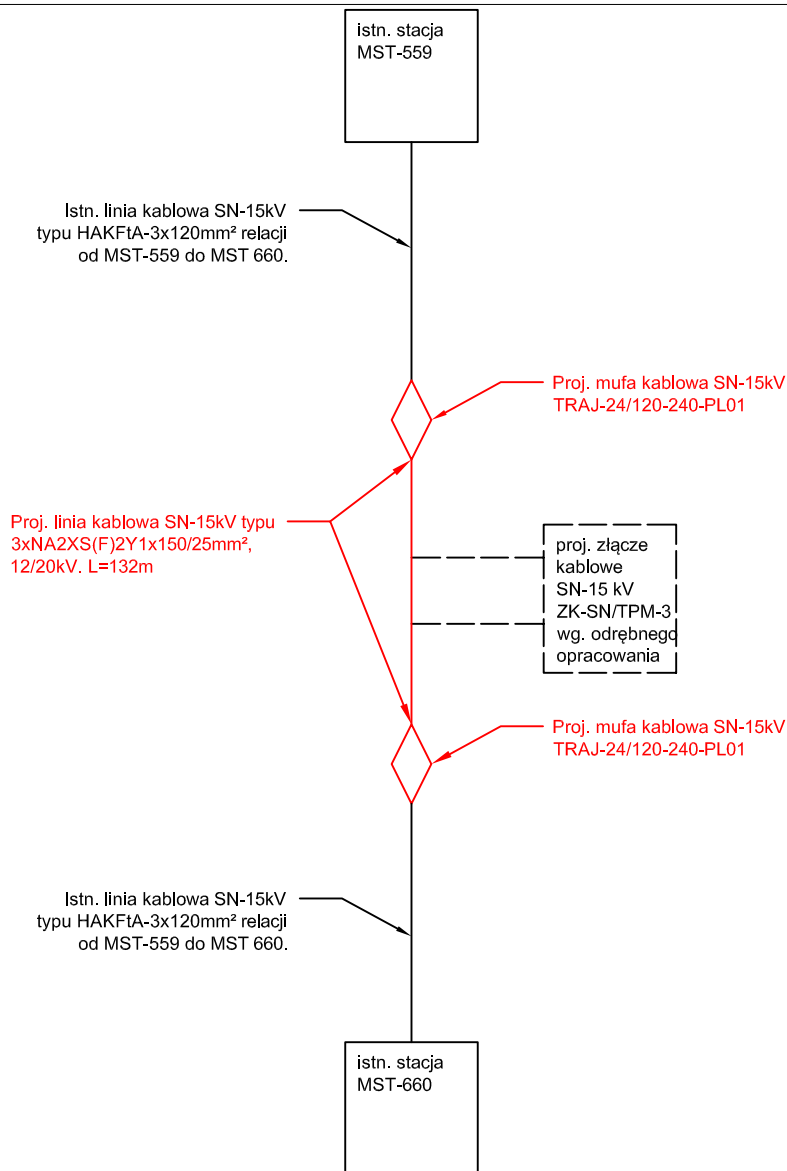 istn. stacja
MST-559
Istn. linia kablowa SN-15kV
typu HAKFtA-3x120mm² relacji
od MST-559 do MST 660.
Proj. mufa kablowa SN-15kV
TRAJ-24/120-240-PL01
Proj. linia kablowa SN-15kV typu
3xNA2XS(F)2Y1x150/25mm²,
12/20kV. L=132m
proj. złącze
kablowe
SN-15 kV
ZK-SN/TPM-3
wg. odrębnego
opracowania
Proj. mufa kablowa SN-15kV
TRAJ-24/120-240-PL01
Istn. linia kablowa SN-15kV
typu HAKFtA-3x120mm² relacji
od MST-559 do MST 660.
istn. stacja
MST-660